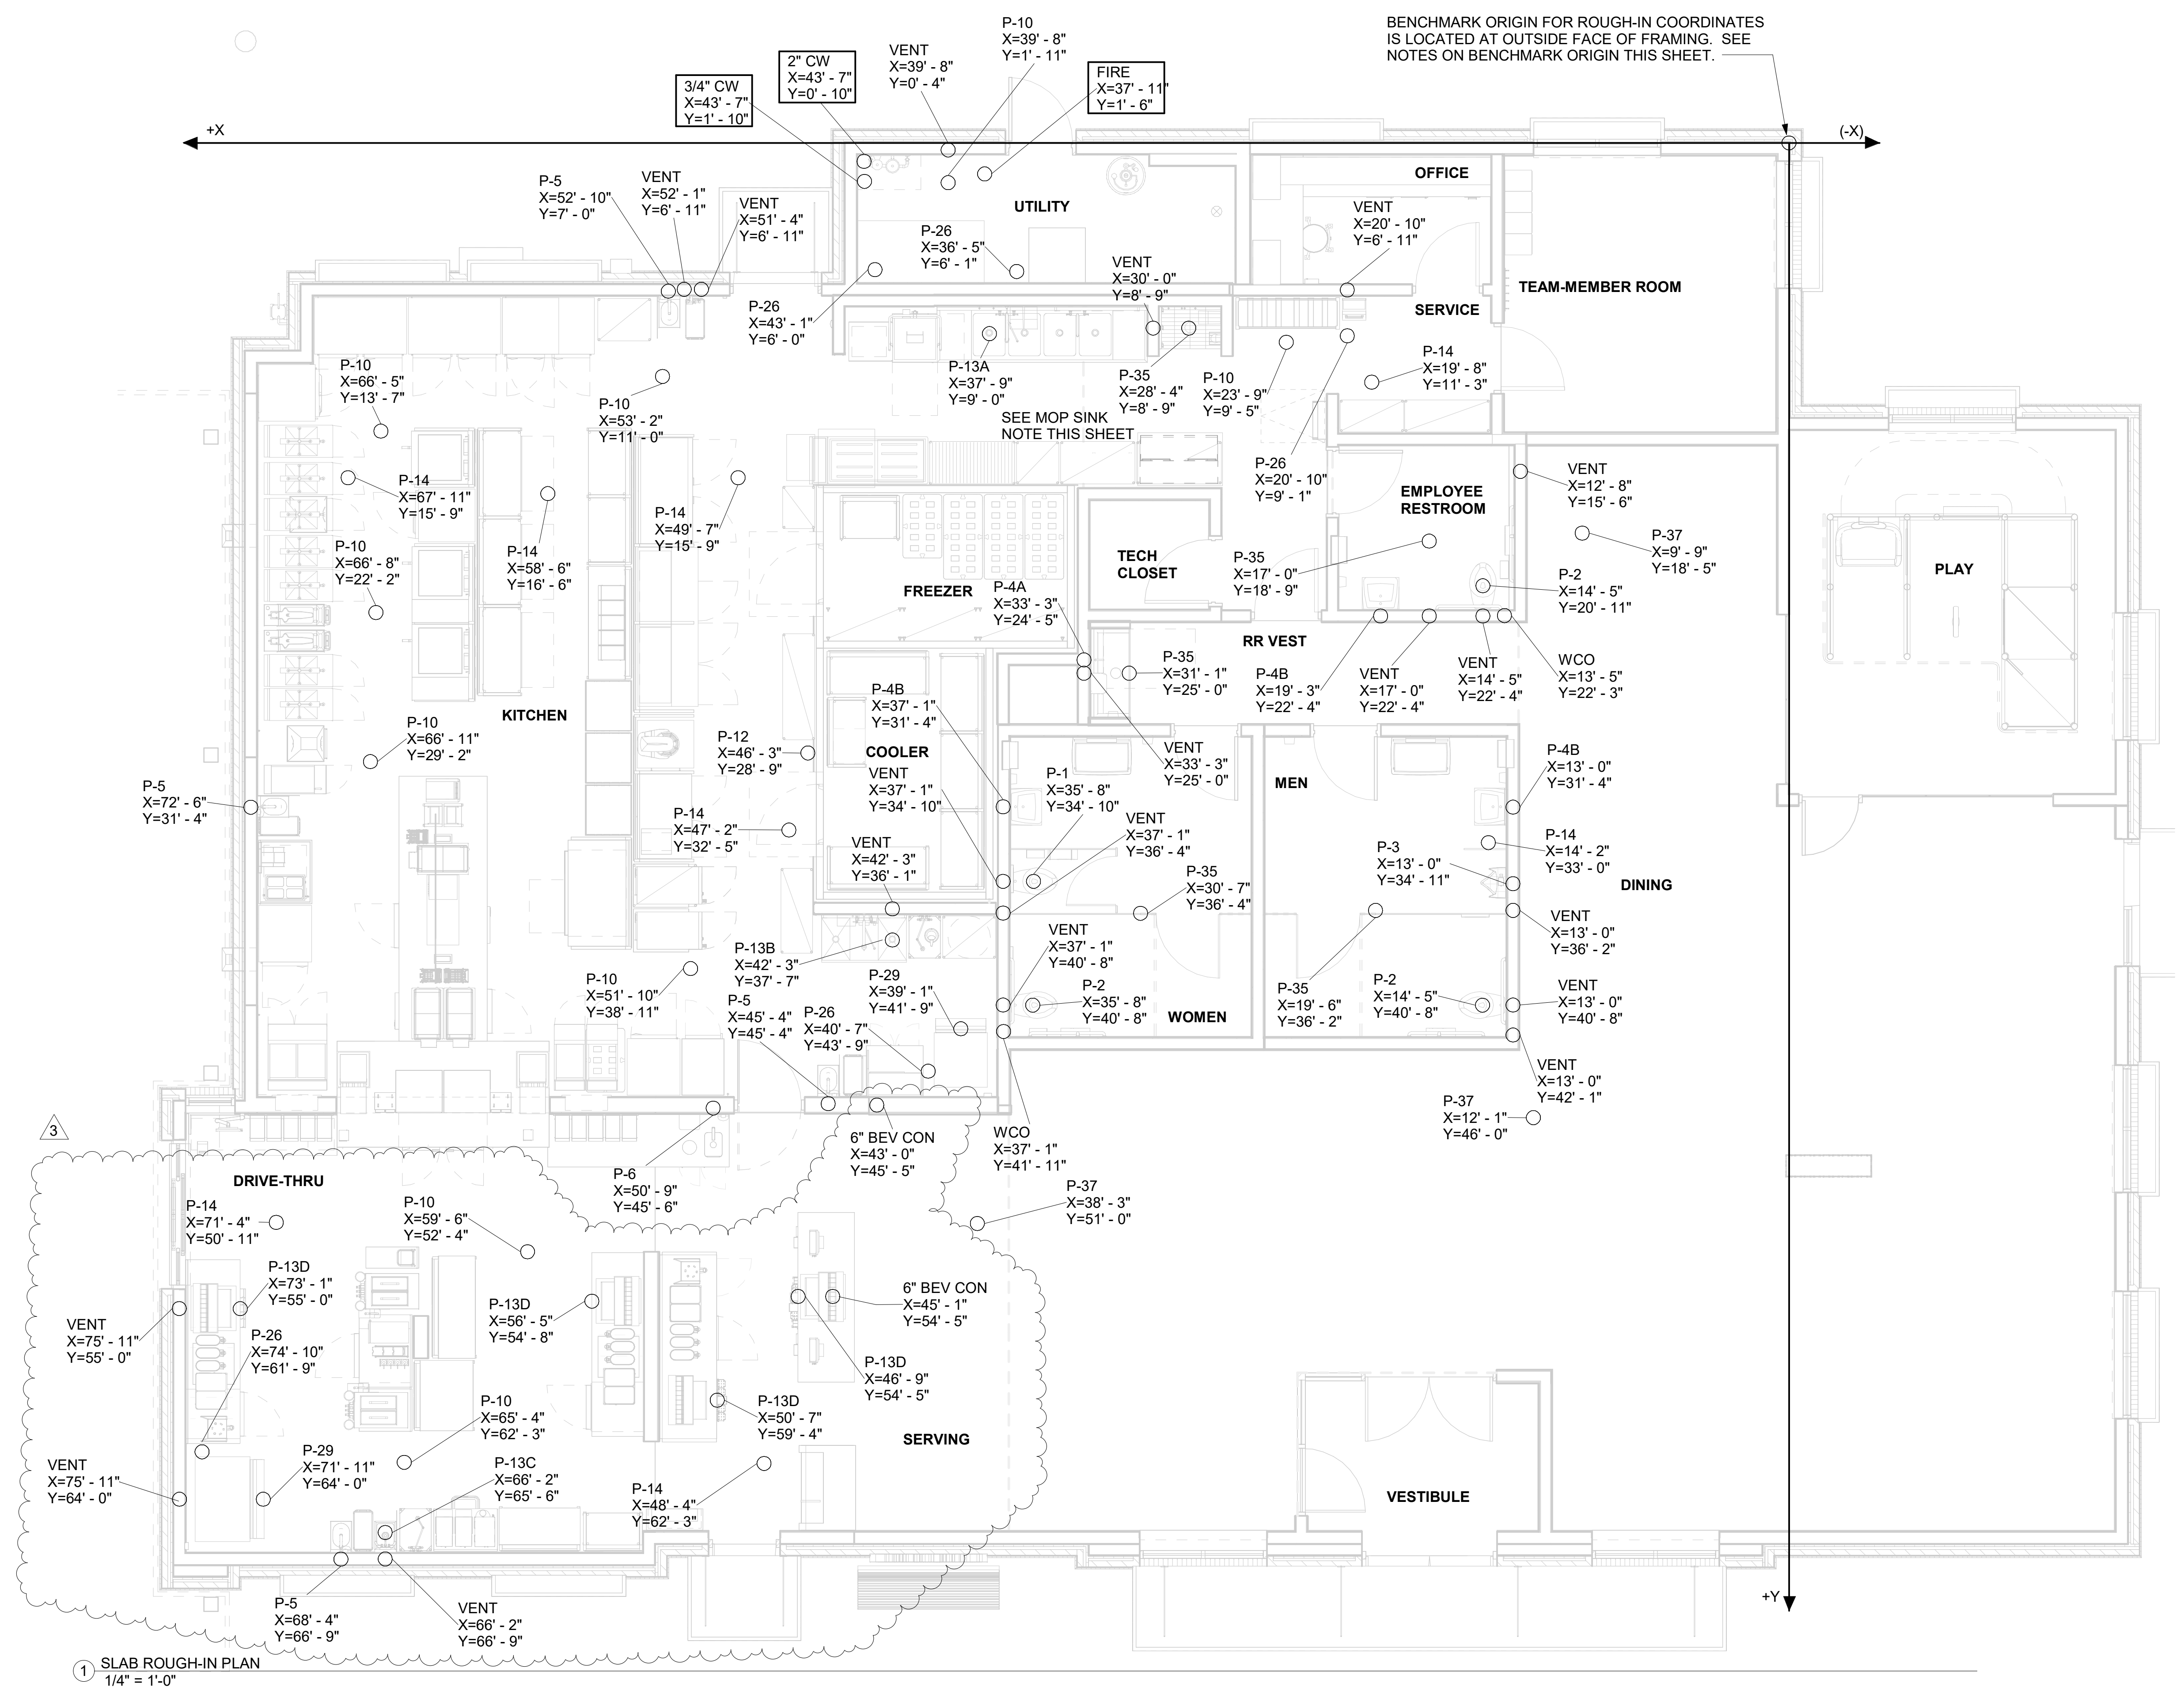 P-10
X=39' - 8"
Y=1' - 11"
BENCHMARK ORIGIN FOR ROUGH-IN COORDINATES
IS LOCATED AT OUTSIDE FACE OF FRAMING. SEE
NOTES ON BENCHMARK ORIGIN THIS SHEET.
VENT
X=39' - 8"
Y=0' - 4"
2" CW
X=43' - 7"
Y=0' - 10"
FIRE
X=37' - 11"
Y=1' - 6"
3/4" CW
X=43' - 7"
Y=1' - 10"
+X
(-X)
OFFICE
P-5
X=52' - 10"
Y=7' - 0"
VENT
X=52' - 1"
Y=6' - 11"
VENT
X=51' - 4"
Y=6' - 11"
UTILITY
VENT
X=20' - 10"
Y=6' - 11"
P-26
X=36' - 5"
Y=6' - 1"
VENT
X=30' - 0"
Y=8' - 9"
TEAM-MEMBER ROOM
P-26
X=43' - 1"
Y=6' - 0"
SERVICE
P-14
X=19' - 8"
Y=11' - 3"
P-10
X=66' - 5"
Y=13' - 7"
P-13A
X=37' - 9"
Y=9' - 0"
P-35
X=28' - 4"
Y=8' - 9"
P-10
X=23' - 9"
Y=9' - 5"
P-10
X=53' - 2"
Y=11' - 0"
SEE MOP SINK
NOTE THIS SHEET
P-26
X=20' - 10"
Y=9' - 1"
VENT
X=12' - 8"
Y=15' - 6"
P-14
X=67' - 11"
Y=15' - 9"
EMPLOYEE
RESTROOM
P-14
X=49' - 7"
Y=15' - 9"
P-37
X=9' - 9"
Y=18' - 5"
P-10
X=66' - 8"
Y=22' - 2"
P-14
X=58' - 6"
Y=16' - 6"
TECH
CLOSET
P-35
X=17' - 0"
Y=18' - 9"
PLAY
P-2
X=14' - 5"
Y=20' - 11"
FREEZER
P-4A
X=33' - 3"
Y=24' - 5"
RR VEST
P-35
X=31' - 1"
Y=25' - 0"
P-4B
X=19' - 3"
Y=22' - 4"
VENT
X=17' - 0"
Y=22' - 4"
VENT
X=14' - 5"
Y=22' - 4"
WCO
X=13' - 5"
Y=22' - 3"
P-4B
X=37' - 1"
Y=31' - 4"
KITCHEN
P-10
X=66' - 11"
Y=29' - 2"
P-12
X=46' - 3"
Y=28' - 9"
COOLER
VENT
X=37' - 1"
Y=34' - 10"
VENT
X=33' - 3"
Y=25' - 0"
P-1
X=35' - 8"
Y=34' - 10"
MEN
P-4B
X=13' - 0"
Y=31' - 4"
P-5
X=72' - 6"
Y=31' - 4"
P-14
X=47' - 2"
Y=32' - 5"
VENT
X=37' - 1"
Y=36' - 4"
VENT
X=42' - 3"
Y=36' - 1"
P-3
X=13' - 0"
Y=34' - 11"
P-14
X=14' - 2"
Y=33' - 0"
P-35
X=30' - 7"
Y=36' - 4"
DINING
VENT
X=13' - 0"
Y=36' - 2"
P-13B
X=42' - 3"
Y=37' - 7"
VENT
X=37' - 1"
Y=40' - 8"
P-10
X=51' - 10"
Y=38' - 11"
P-29
X=39' - 1"
Y=41' - 9"
P-2
X=35' - 8"
Y=40' - 8"
WOMEN
P-35
X=19' - 6"
Y=36' - 2"
P-2
X=14' - 5"
Y=40' - 8"
VENT
X=13' - 0"
Y=40' - 8"
P-5
X=45' - 4"
Y=45' - 4"
P-26
X=40' - 7"
Y=43' - 9"
VENT
X=13' - 0"
Y=42' - 1"
P-37
X=12' - 1"
Y=46' - 0"
3
6" BEV CON
X=43' - 0"
Y=45' - 5"
WCO
X=37' - 1"
Y=41' - 11"
P-6
X=50' - 9"
Y=45' - 6"
P-37
X=38' - 3"
Y=51' - 0"
DRIVE-THRU
P-14
X=71' - 4"
Y=50' - 11"
P-10
X=59' - 6"
Y=52' - 4"
P-13D
X=73' - 1"
Y=55' - 0"
P-13D
X=56' - 5"
Y=54' - 8"
6" BEV CON
X=45' - 1"
Y=54' - 5"
VENT
X=75' - 11"
Y=55' - 0"
P-26
X=74' - 10"
Y=61' - 9"
P-13D
X=46' - 9"
Y=54' - 5"
P-10
X=65' - 4"
Y=62' - 3"
P-13D
X=50' - 7"
Y=59' - 4"
SERVING
P-29
X=71' - 11"
Y=64' - 0"
VENT
X=75' - 11"
Y=64' - 0"
P-13C
X=66' - 2"
Y=65' - 6"
P-14
X=48' - 4"
Y=62' - 3"
VESTIBULE
P-5
X=68' - 4"
Y=66' - 9"
VENT
X=66' - 2"
Y=66' - 9"
+Y
1
SLAB ROUGH-IN PLAN
1/4" = 1'-0"